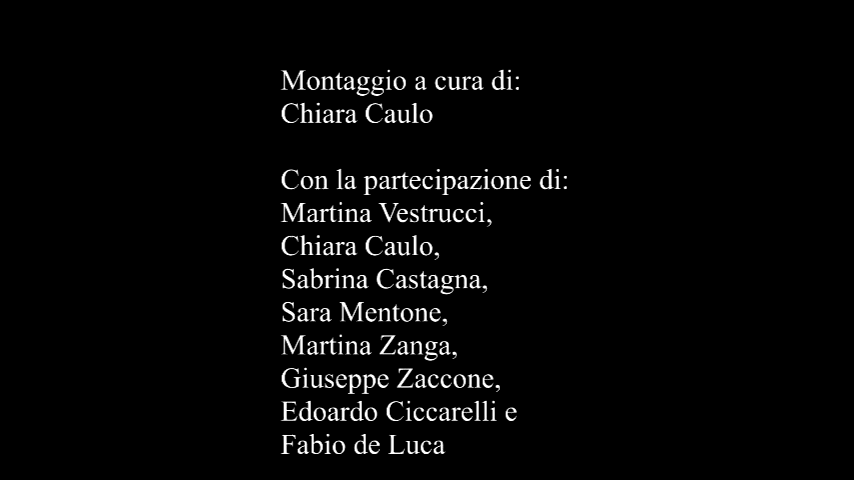 Montaggio a cura di:
Chiara Caulo
Con la partecipazione di:
Martina Vestrucci,
Chiara Caulo,
Sabrina Castagna,
Sara Mentone,
Martina Zanga,
Giuseppe Zaccone,
Edoardo Ciccarelli e
Fabio de Luca